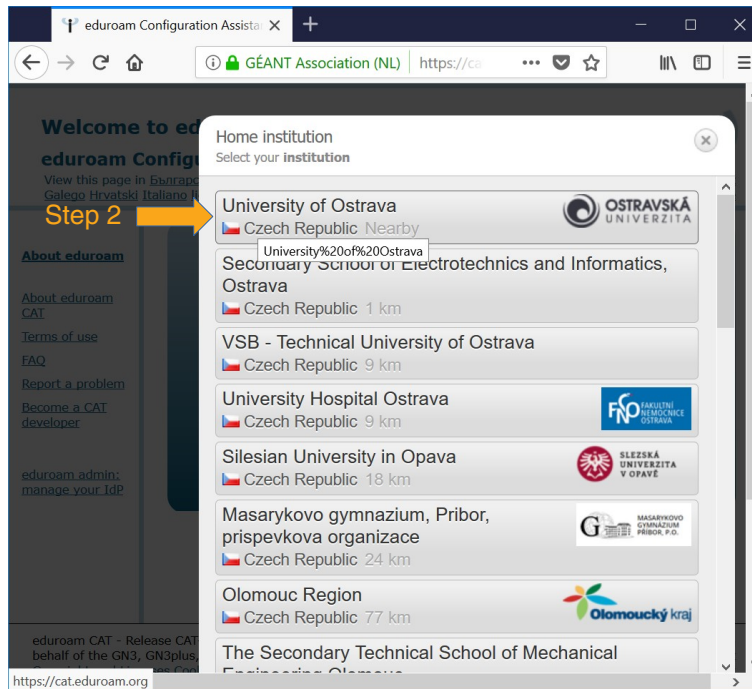 eduroam Configuration Assista
GÉANT Association (NL) https://ca
Welcome to ed
eduroam Configu
View this page in Българс
Galego Hrvatski Italiano
Home institution
Select your institution
Step 2
University of Ostrava
Czech Republic Nearby
OSTRAVSKÁ
UNIVERZITA
University%20of%20Ostrava
Secondary School of Electrotechnics and Informatics,
Ostrava
Czech Republic 1 km
VSB - Technical University of Ostrava
Czech Republic 9 km
University Hospital Ostrava
Czech Republic 9 km
FNO
FAKULTNÍ
NEMOCNICE
OSTRAVA
Silesian University in Opava
Czech Republic 18 km
SLEZSKÁ
UNIVERZITA
V OPAVĚ
Masarykovo gymnazium, Pribor,
prispevkova organizace
Czech Republic 24 km
G
MASARYKOVO
GYMNÁZIUM
PŘÍBOR, P.O.
Olomouc Region
Czech Republic 77 km
Olomoucký kraj
The Secondary Technical School of Mechanical
Engineering Olomouc
About eduroam
About eduroam
CAT
Terms of use
FAQ
Report a problem
Become a CAT
developer
eduroam admin:
manage your IdP
eduroam CAT - Release CAT
behalf of the GN3, GN3plus,
https://cat.eduroam.org